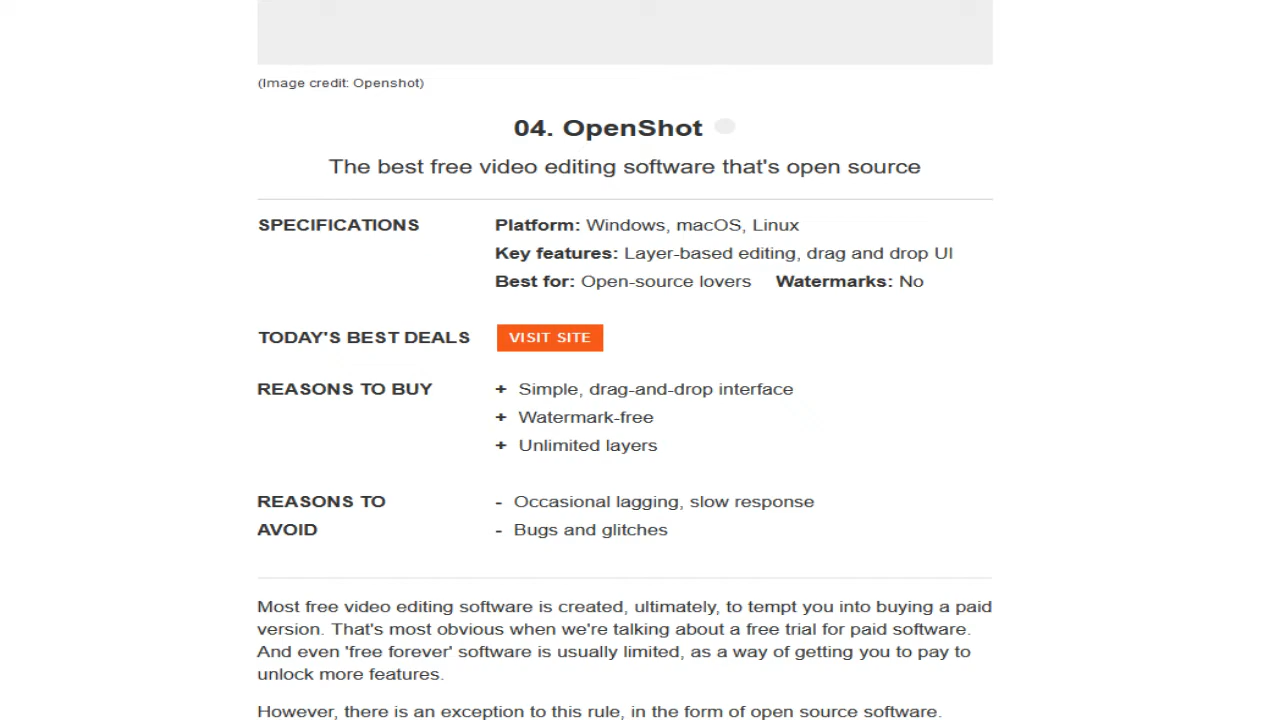 (Image credit: Openshot)
04. OpenShot
The best free video editing software that's open source
SPECIFICATIONS
Platform: Windows, macOS, Linux
Key features: Layer-based editing, drag and drop UI
Best for: Open-source lovers Watermarks: No
TODAY'S BEST DEALS
VISIT SITE
REASONS TO BUY
+ Simple, drag-and-drop interface
+ Watermark-free
+ Unlimited layers
REASONS TO
AVOID
- Occasional lagging, slow response
- Bugs and glitches
Most free video editing software is created, ultimately, to tempt you into buying a paid
version. That's most obvious when we're talking about a free trial for paid software.
And even 'free forever' software is usually limited, as a way of getting you to pay to
unlock more features.
However, there is an exception to this rule, in the form of open source software.